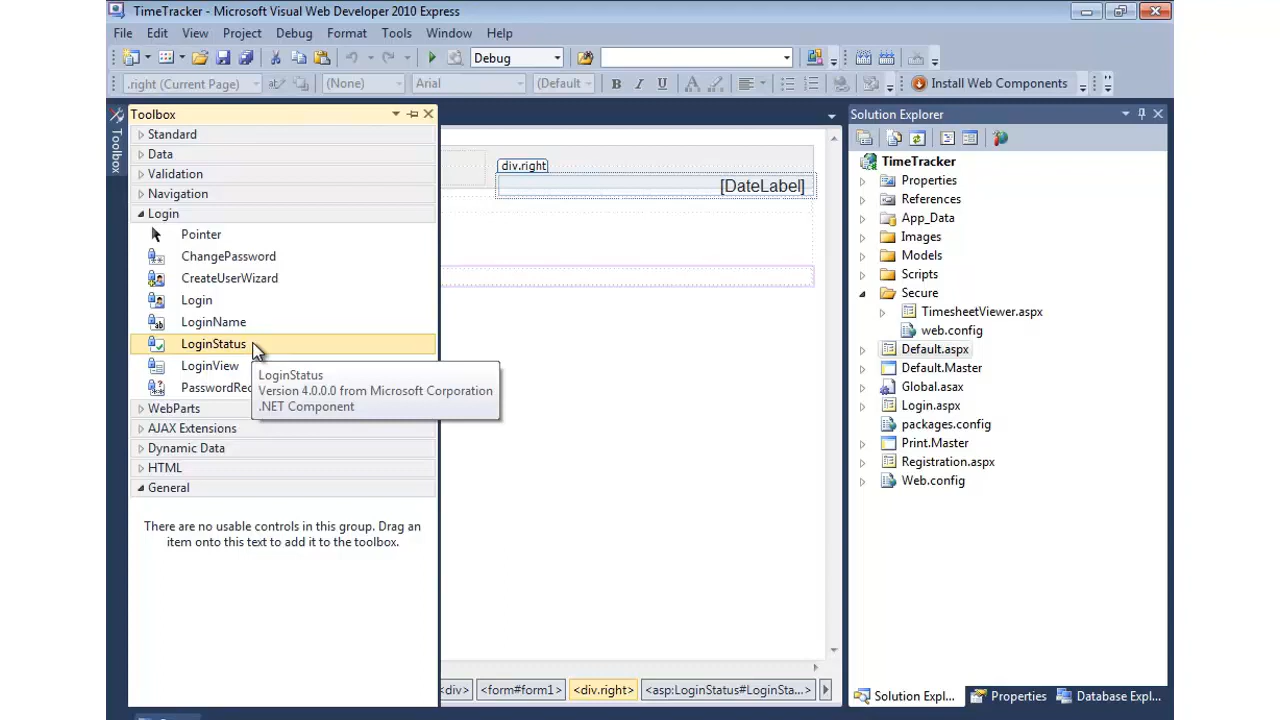 TimeTracker - Microsoft Visual Web Developer 2010 Express
File Edit View Project Debug Format Tools Window Help
Debug
.right (Current Page) (None) Arial (Default B I U A Install Web Components
Toolbox
Toolbox
Standard
Data
Validation
Navigation
Login
Pointer
ChangePassword
CreateUserWizard
Login
LoginName
LoginStatus
LoginView
PasswordRec
LoginStatus
Version 4.0.0.0 from Microsoft Corporation
.NET Component
WebParts
AJAX Extensions
Dynamic Data
HTML
General
There are no usable controls in this group. Drag an
item onto this text to add it to the toolbox.
div.right
[DateLabel]
<div> <form#form1> <div.right> <asp:LoginStatus#LoginSta...>
Solution Explorer
TimeTracker
Properties
References
App_Data
Images
Models
Scripts
Secure
TimesheetViewer.aspx
web.config
Default.aspx
Default.Master
Global.asax
Login.aspx
packages.config
Print.Master
Registration.aspx
Web.config
Solution Expl... Properties Database Expl...